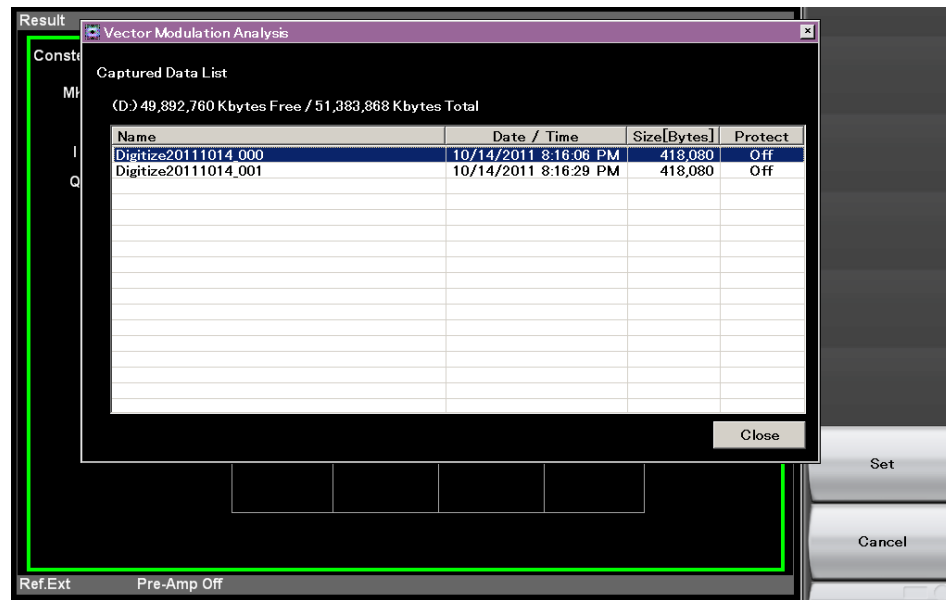 Result
Vector Modulation Analysis
Captured Data List
(D:) 49,892,760 Kbytes Free / 51,383,868 Kbytes Total
Name Date / Time Size[Bytes] Protect
Digitize20111014_000 10/14/2011 8:16:06 PM 418,080 Off
Digitize20111014_001 10/14/2011 8:16:29 PM 418,080 Off
Close
Set
Cancel
Ref.Ext Pre-Amp Off